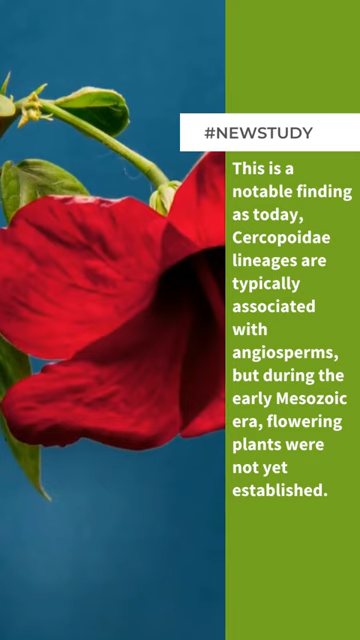 #NEWSTUDY
This is a
notable finding
as today,
Cercopoidae
lineages are
typically
associated
with
angiosperms,
but during the
early Mesozoic
era, flowering
plants were
not yet
established.